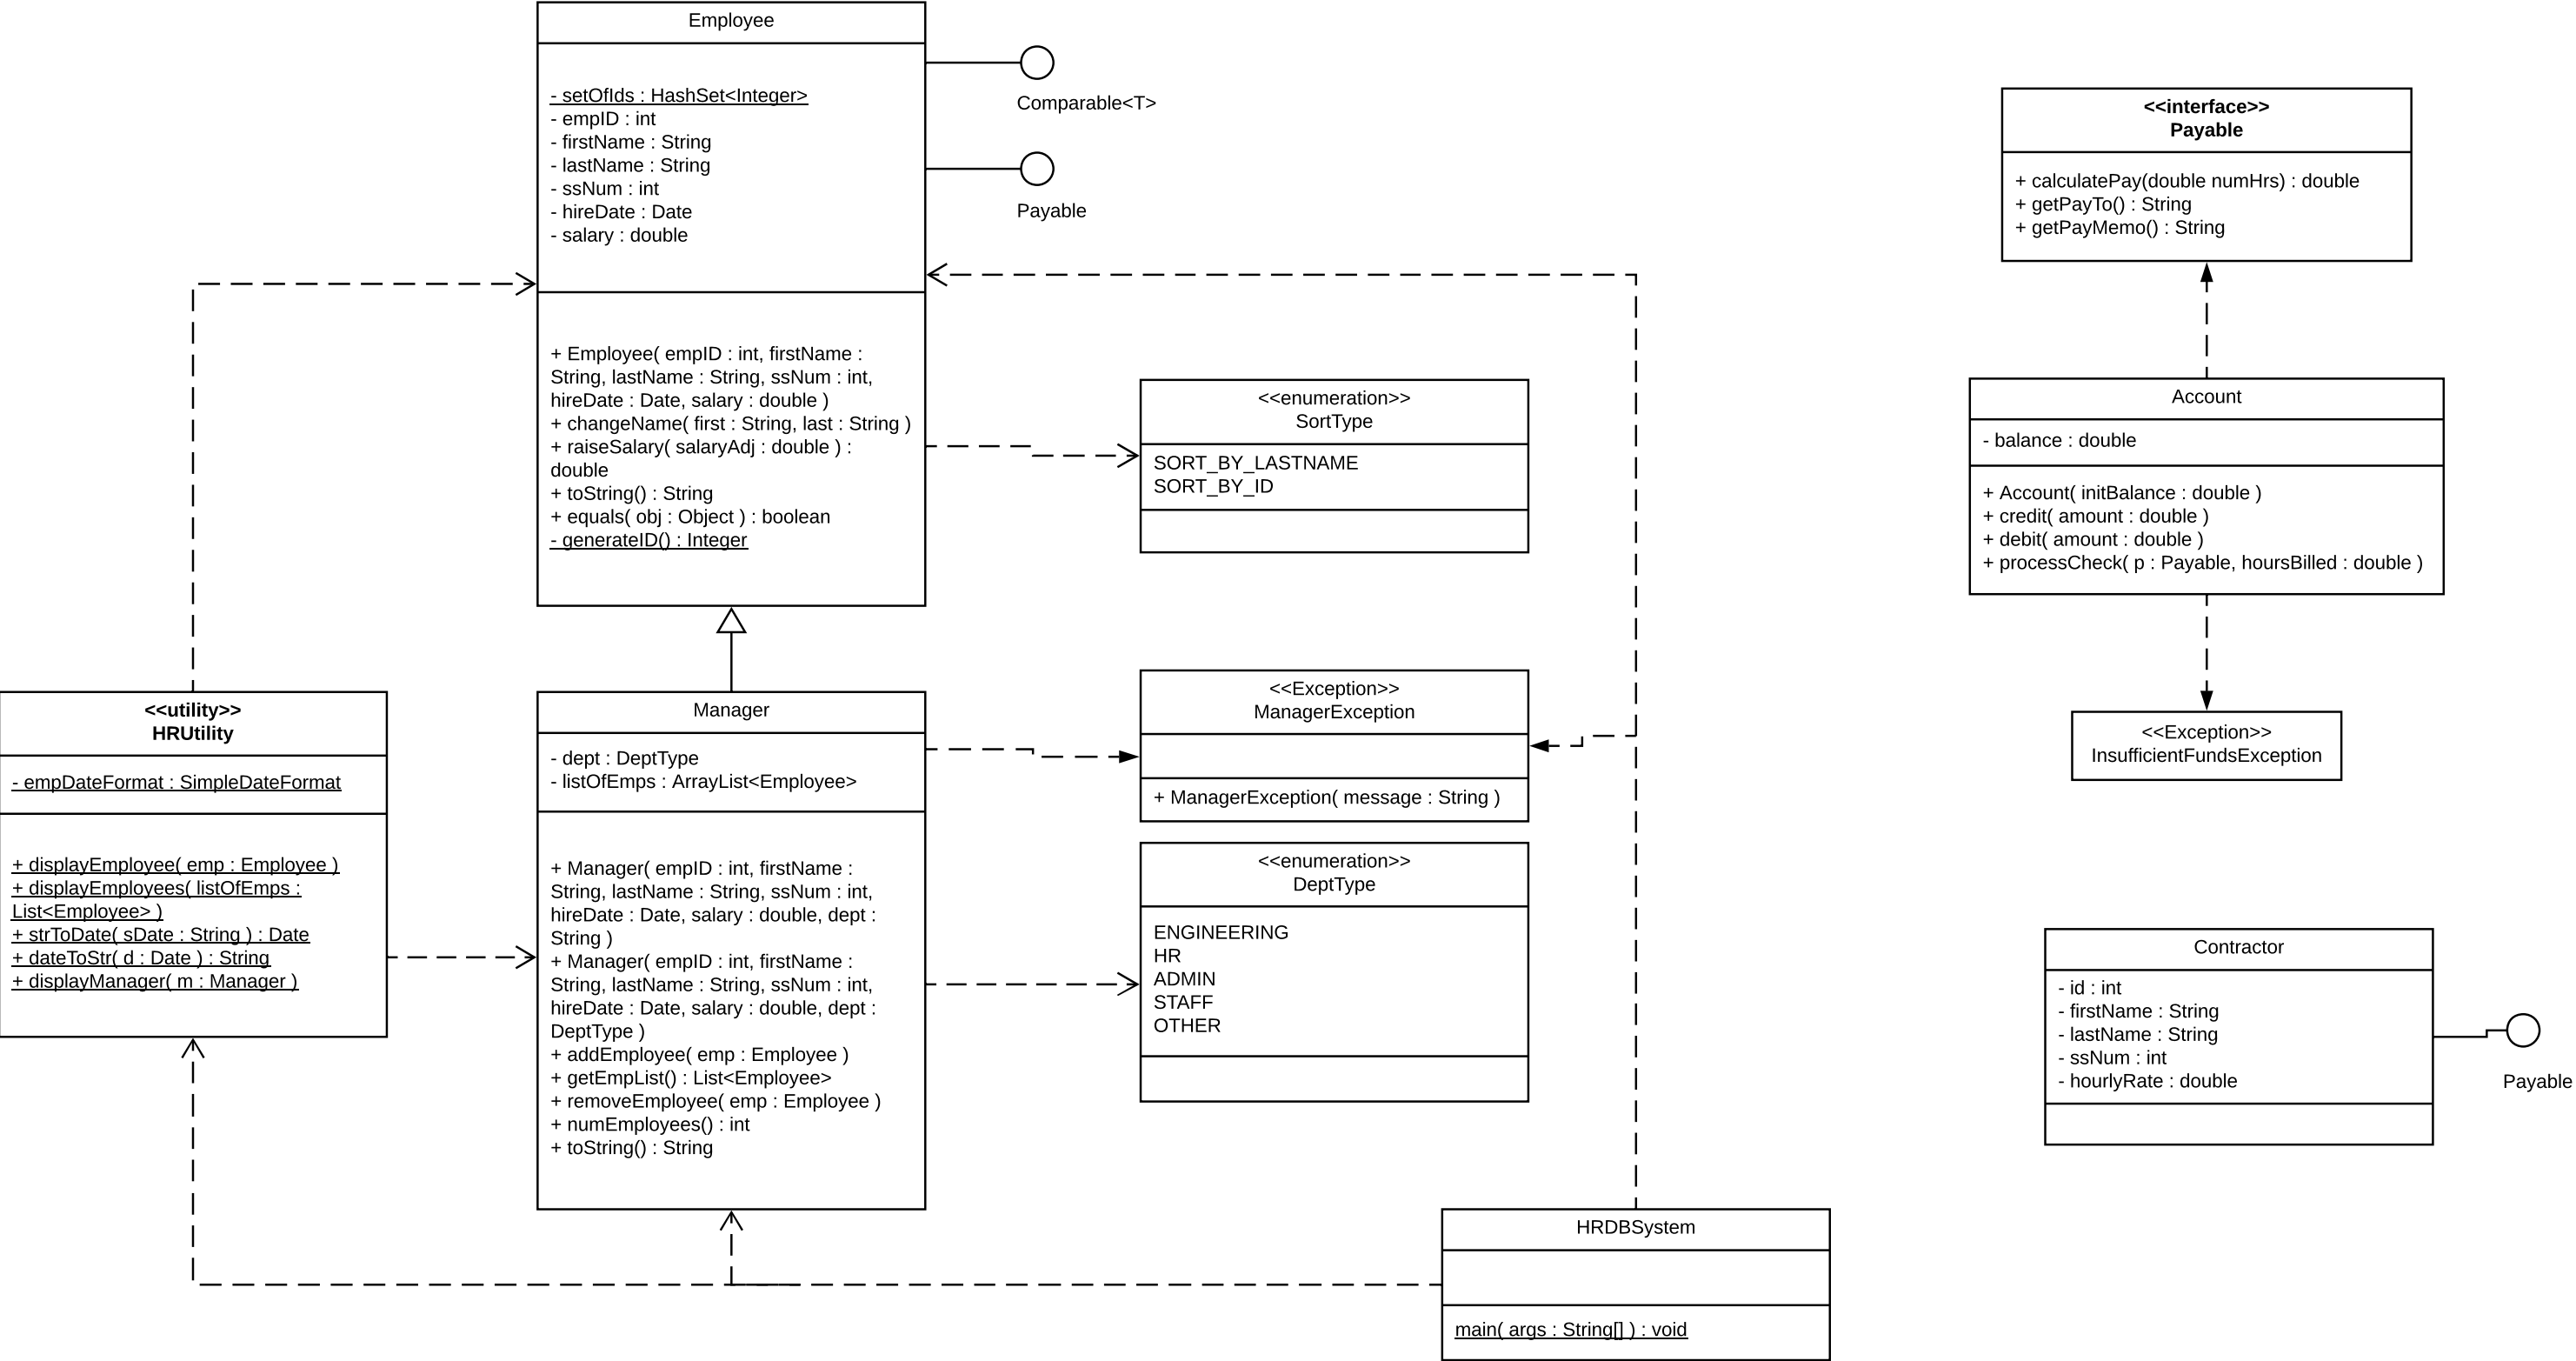 Employee
- setOfIds : HashSet<Integer>
- empID : int
- firstName : String
- lastName : String
- ssNum : int
- hireDate : Date
- salary : double
+ Employee( empID : int, firstName :
String, lastName : String, ssNum : int,
hireDate : Date, salary : double )
+ changeName( first : String, last : String )
+ raiseSalary( salaryAdj : double ) :
double
+ toString() : String
+ equals( obj : Object ) : boolean
- generateID() : Integer
Comparable<T>
Payable
<<interface>>
Payable
+ calculatePay(double numHrs) : double
+ getPayTo() : String
+ getPayMemo() : String
<<enumeration>>
SortType
SORT_BY_LASTNAME
SORT_BY_ID
Account
- balance : double
+ Account( initBalance : double )
+ credit( amount : double )
+ debit( amount : double )
+ processCheck( p : Payable, hoursBilled : double )
<<utility>>
HRUtility
- empDateFormat : SimpleDateFormat
+ displayEmployee( emp : Employee )
+ displayEmployees( listOfEmps :
List<Employee> )
+ strToDate( sDate : String ) : Date
+ dateToStr( d : Date ) : String
+ displayManager( m : Manager )
Manager
- dept : DeptType
- listOfEmps : ArrayList<Employee>
+ Manager( empID : int, firstName :
String, lastName : String, ssNum : int,
hireDate : Date, salary : double, dept :
String )
+ Manager( empID : int, firstName :
String, lastName : String, ssNum : int,
hireDate : Date, salary : double, dept :
DeptType )
+ addEmployee( emp : Employee )
+ getEmpList() : List<Employee>
+ removeEmployee( emp : Employee )
+ numEmployees() : int
+ toString() : String
<<Exception>>
ManagerException
+ ManagerException( message : String )
<<enumeration>>
DeptType
ENGINEERING
HR
ADMIN
STAFF
OTHER
<<Exception>>
InsufficientFundsException
Contractor
- id : int
- firstName : String
- lastName : String
- ssNum : int
- hourlyRate : double
Payable
HRDBSystem
main( args : String[] ) : void